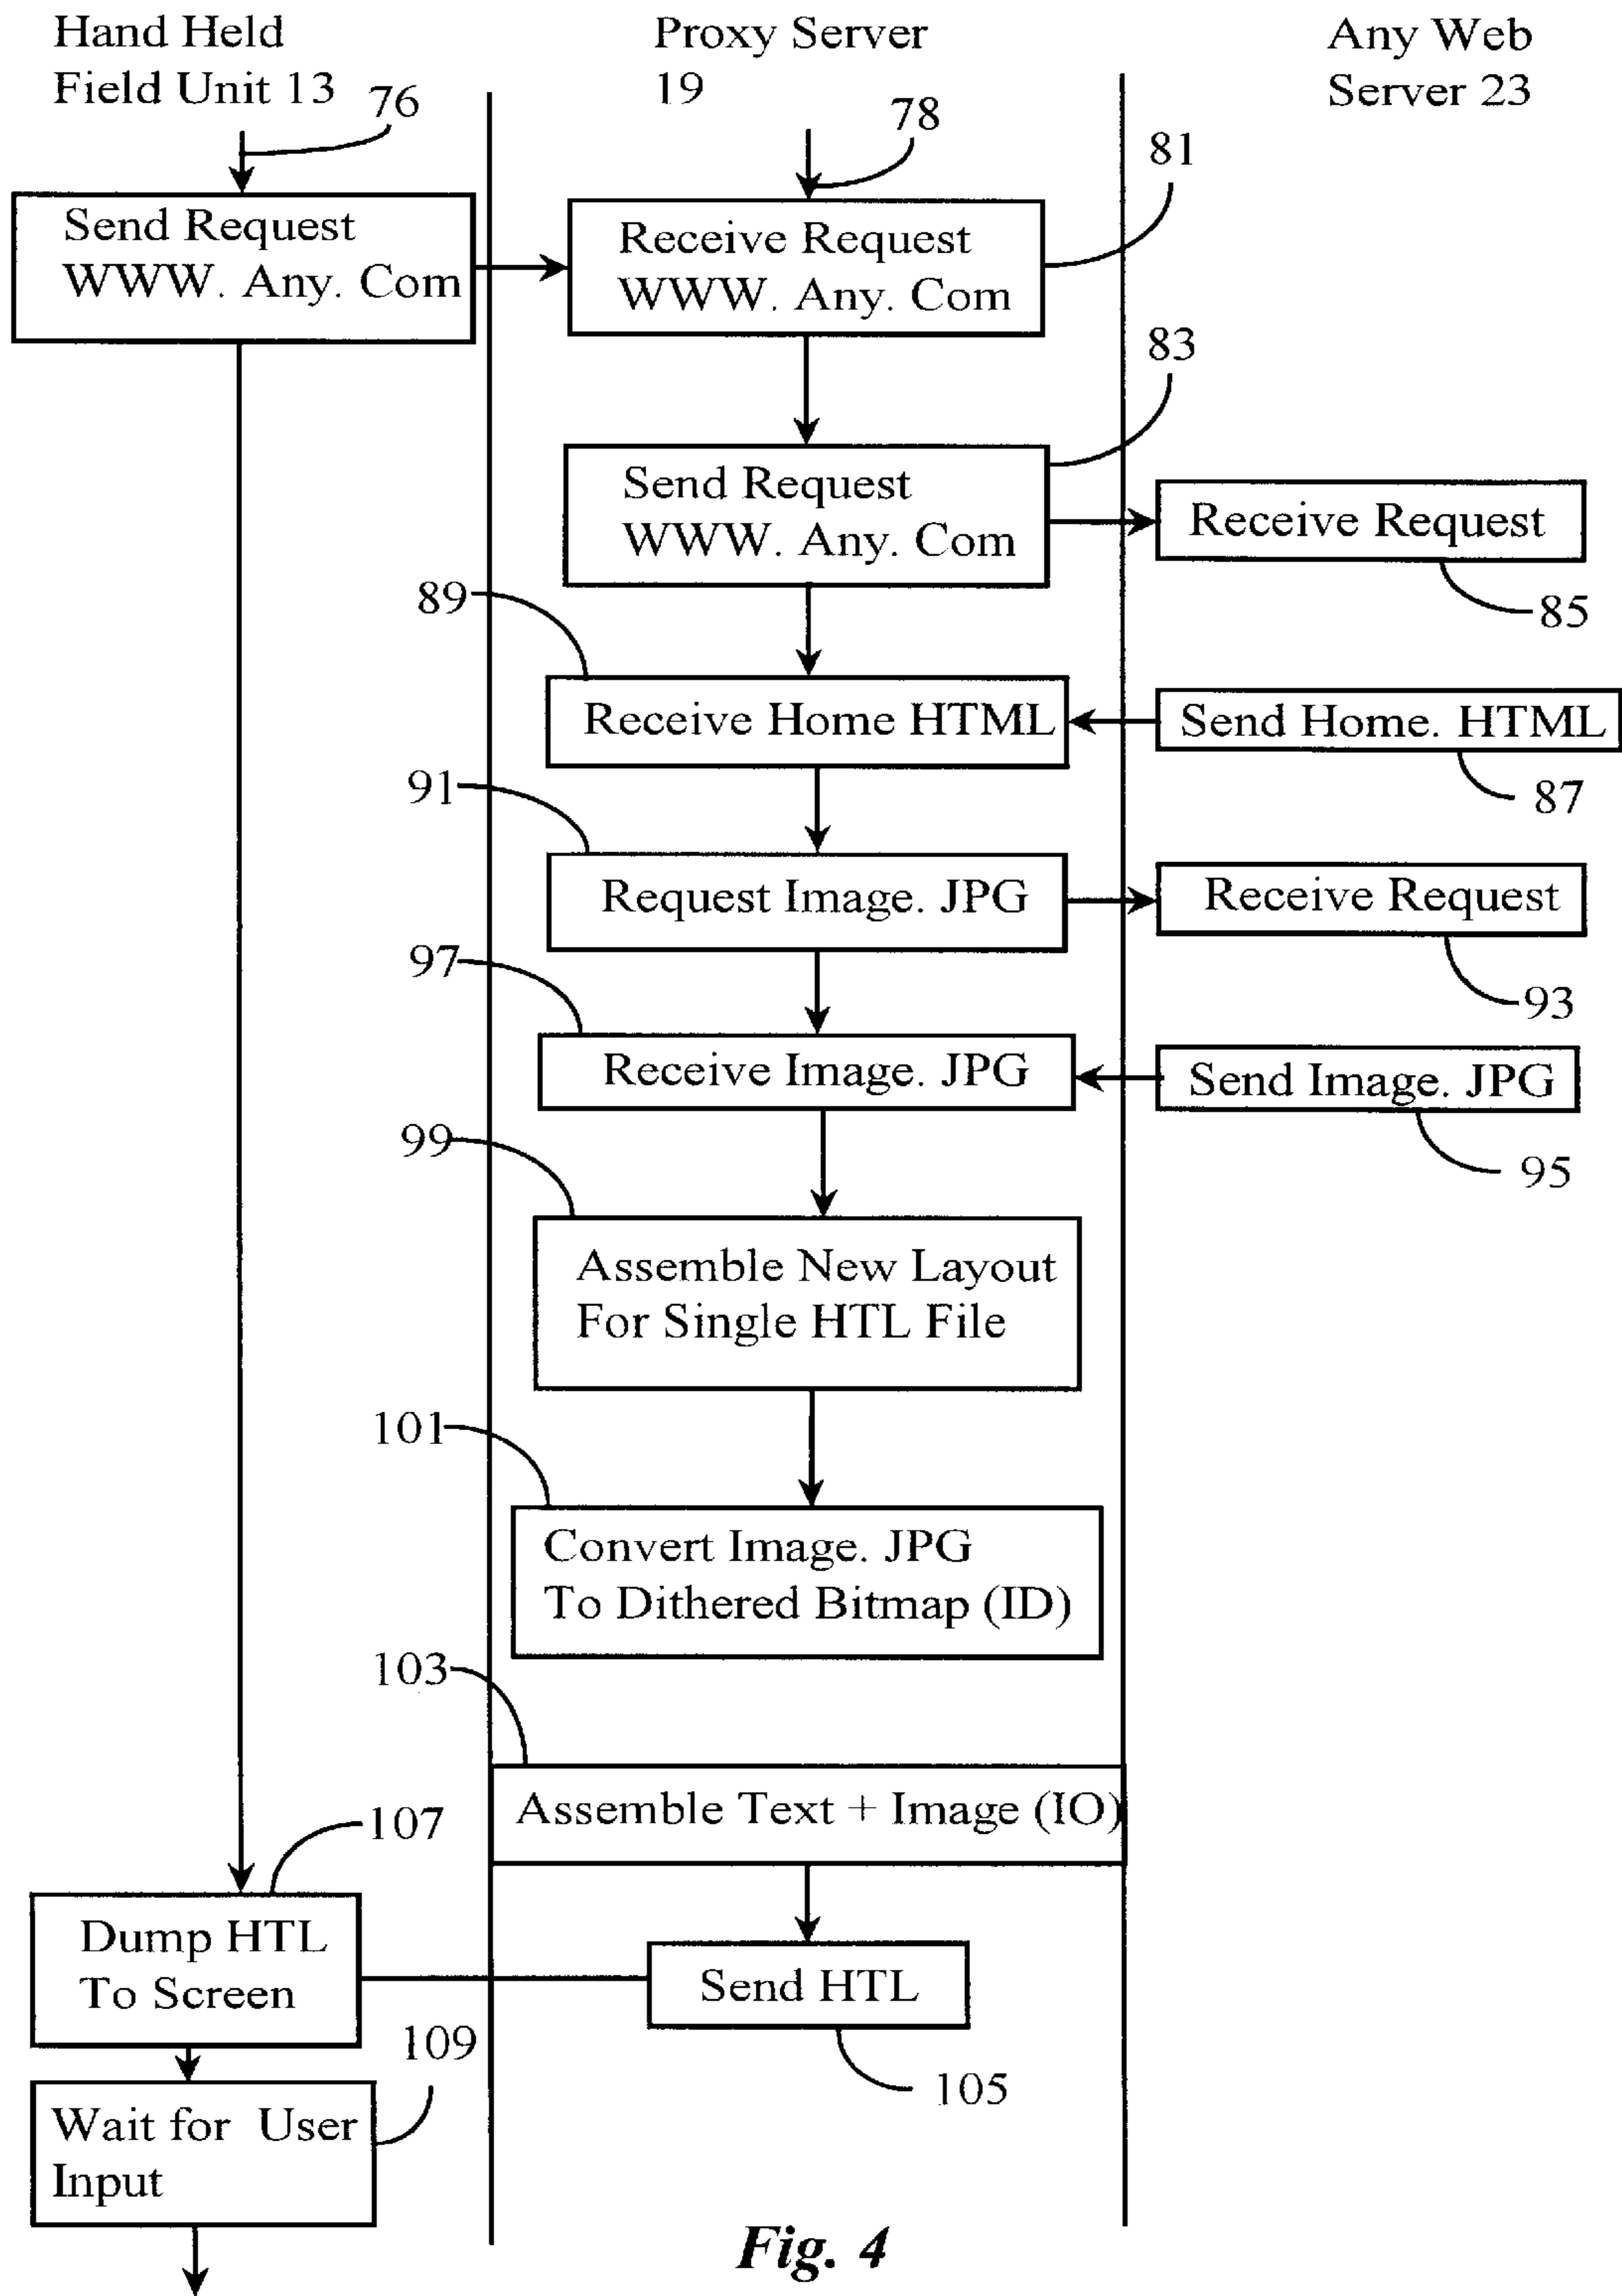 Hand Held
Field Unit 13
76
Proxy Server
19
78
Any Web
Server 23
81
Send Request
WWW. Any. Com
Receive Request
WWW. Any. Com
83
Send Request
WWW. Any. Com
Receive Request
85
89
Receive Home HTML
Send Home. HTML
87
91
Request Image. JPG
Receive Request
93
97
Receive Image. JPG
Send Image. JPG
95
99
Assemble New Layout
For Single HTL File
101
Convert Image. JPG
To Dithered Bitmap (ID)
103
Assemble Text + Image (IO)
107
Dump HTL
To Screen
Send HTL
105
109
Wait for User
Input
Fig. 4